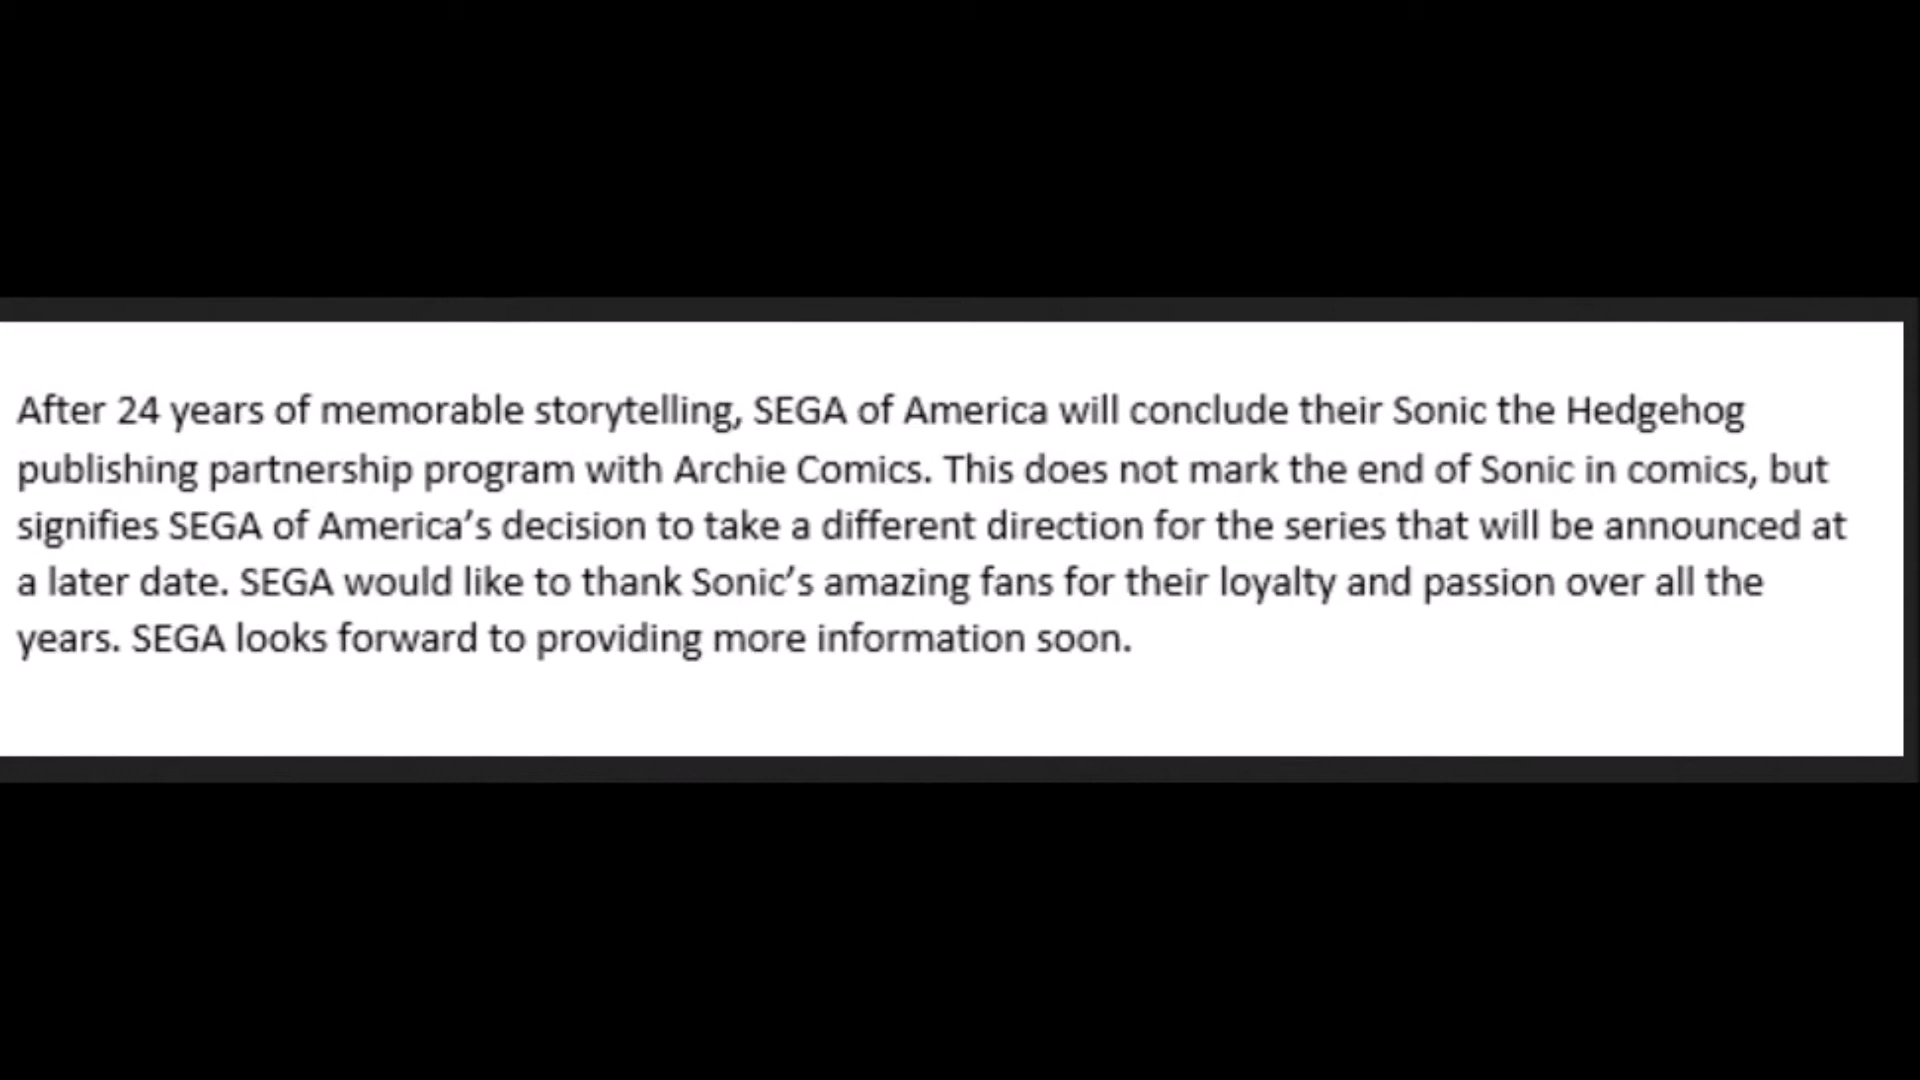 After 24 years of memorable storytelling, SEGA of America will conclude their Sonic the Hedgehog
publishing partnership program with Archie Comics. This does not mark the end of Sonic in comics, but
signifies SEGA of America’s decision to take a different direction for the series that will be announced at
a later date. SEGA would like to thank Sonic’s amazing fans for their loyalty and passion over all the
years. SEGA looks forward to providing more information soon.